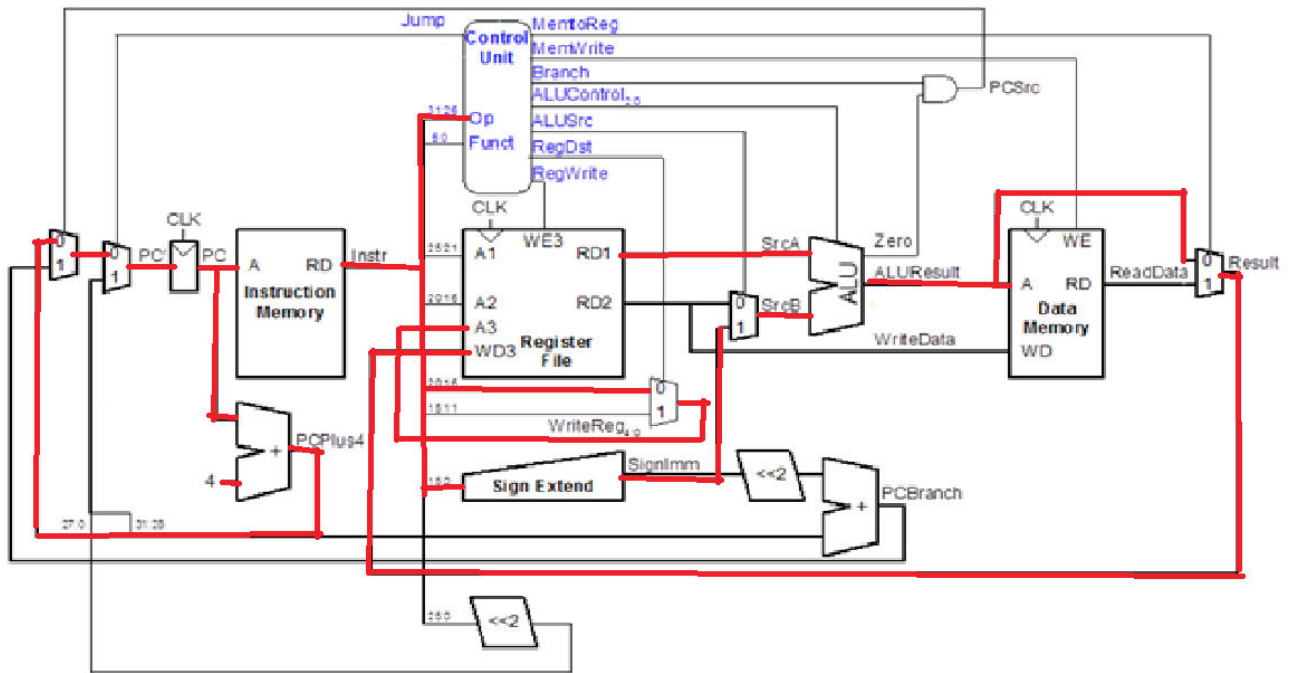 Jump
Control
Unit
MemtoReg
MemWrite
Branch
ALUControl2:0
ALUSrc
RegDst
RegWrite
PCSrc
31:26
Op
5:0
Funct
CLK
CLK
CLK
0
1
0
1
PC'
PC
A
RD
Instr
Instruction
Memory
25:21
A1
WE3
RD1
20:16
A2
RD2
A3
WD3
Register
File
SrcA
0
1
SrcB
ALU
Zero
ALUResult
WriteData
WE
A
RD
Data
Memory
WD
ReadData
0
1
Result
20:16
15:11
0
1
WriteReg4:0
PCPlus4
+
4
SignImm
15:0
Sign Extend
<<2
+
PCBranch
27:0
31:28
25:0
<<2